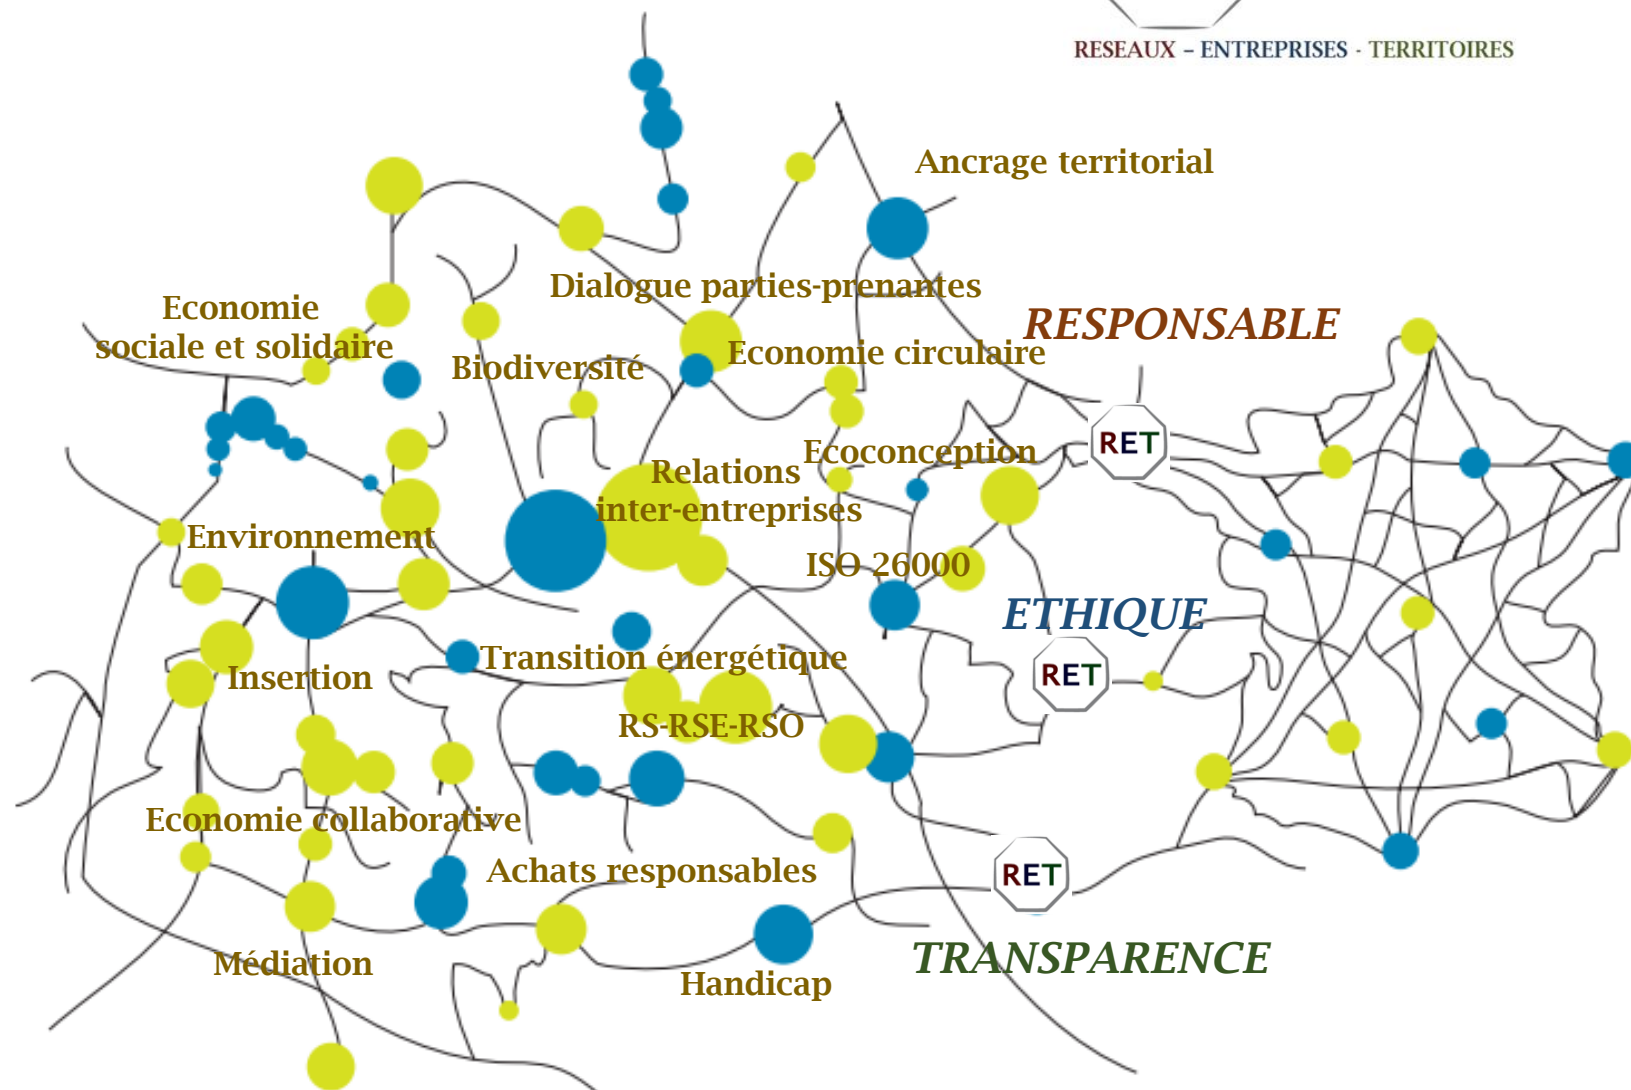 RESEAUX – ENTREPRISES - TERRITOIRES
Ancrage territorial
Dialogue parties-prenantes
Economie
sociale et solidaire
RESPONSABLE
Biodiversité
Economie circulaire
RET
Ecoconception
Relations
inter-entreprises
Environnement
ISO 26000
ETHIQUE
Transition énergétique
RET
Insertion
RS-RSE-RSO
Economie collaborative
Achats responsables
RET
Médiation
TRANSPARENCE
Handicap